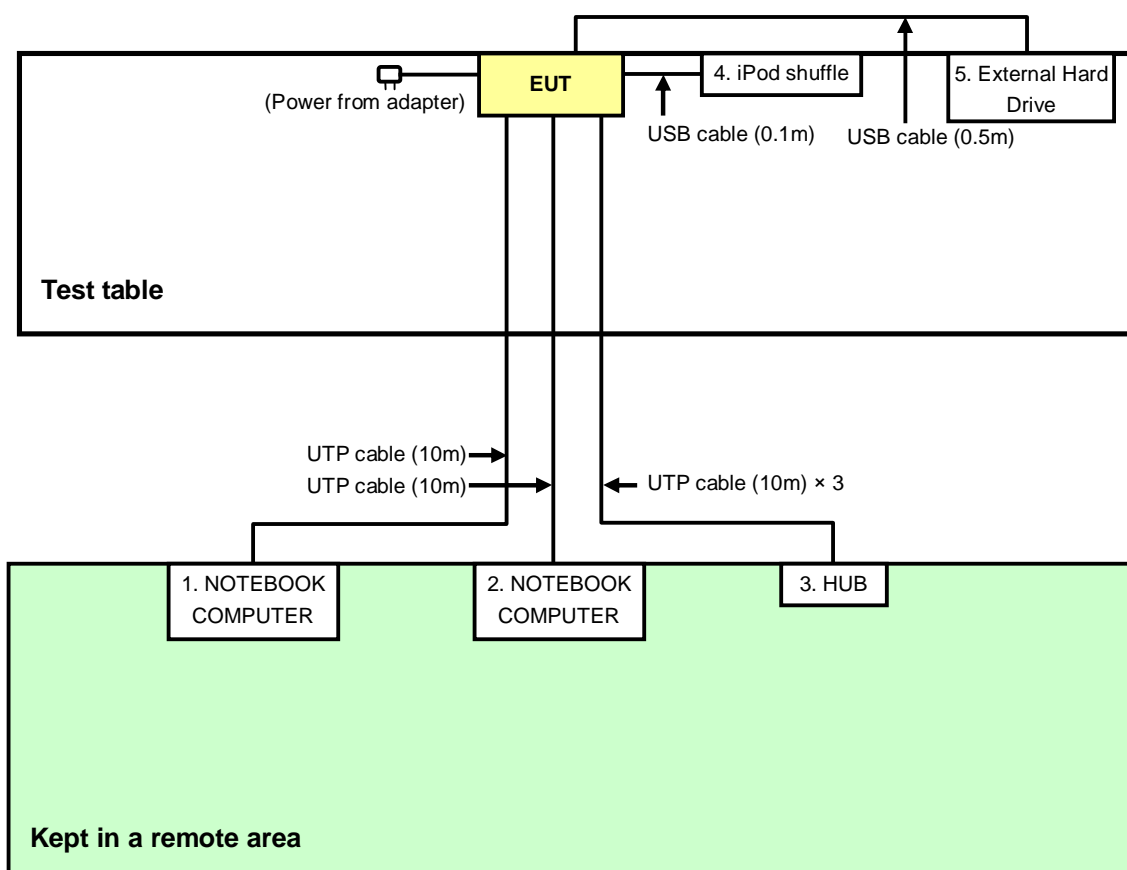 EUT
4. iPod shuffle
5. External Hard
Drive
(Power from adapter)
USB cable (0.1m)
USB cable (0.5m)
Test table
UTP cable (10m)
UTP cable (10m)
UTP cable (10m) × 3
1. NOTEBOOK
COMPUTER
2. NOTEBOOK
COMPUTER
3. HUB
Kept in a remote area